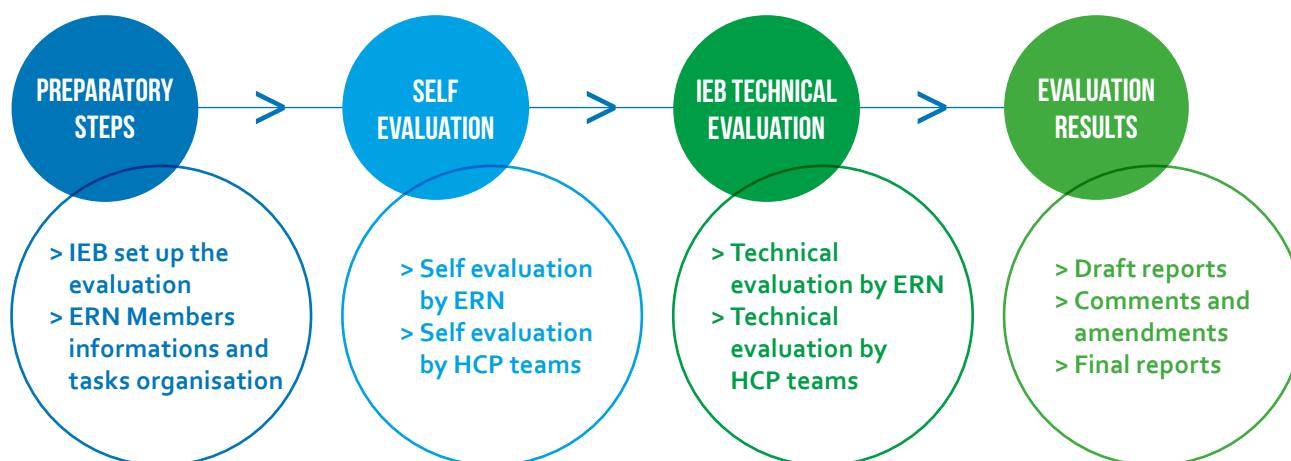 PREPARATORY
STEPS
>
SELF
EVALUATION
>
IEB TECHNICAL
EVALUATION
>
EVALUATION
RESULTS
> IEB set up the
evaluation
> ERN Members
informations and
tasks organisation
> Self evaluation
by ERN
> Self evaluation
by HCP teams
> Technical
evaluation by ERN
> Technical
evaluation by
HCP teams
> Draft reports
> Comments and
amendments
> Final reports